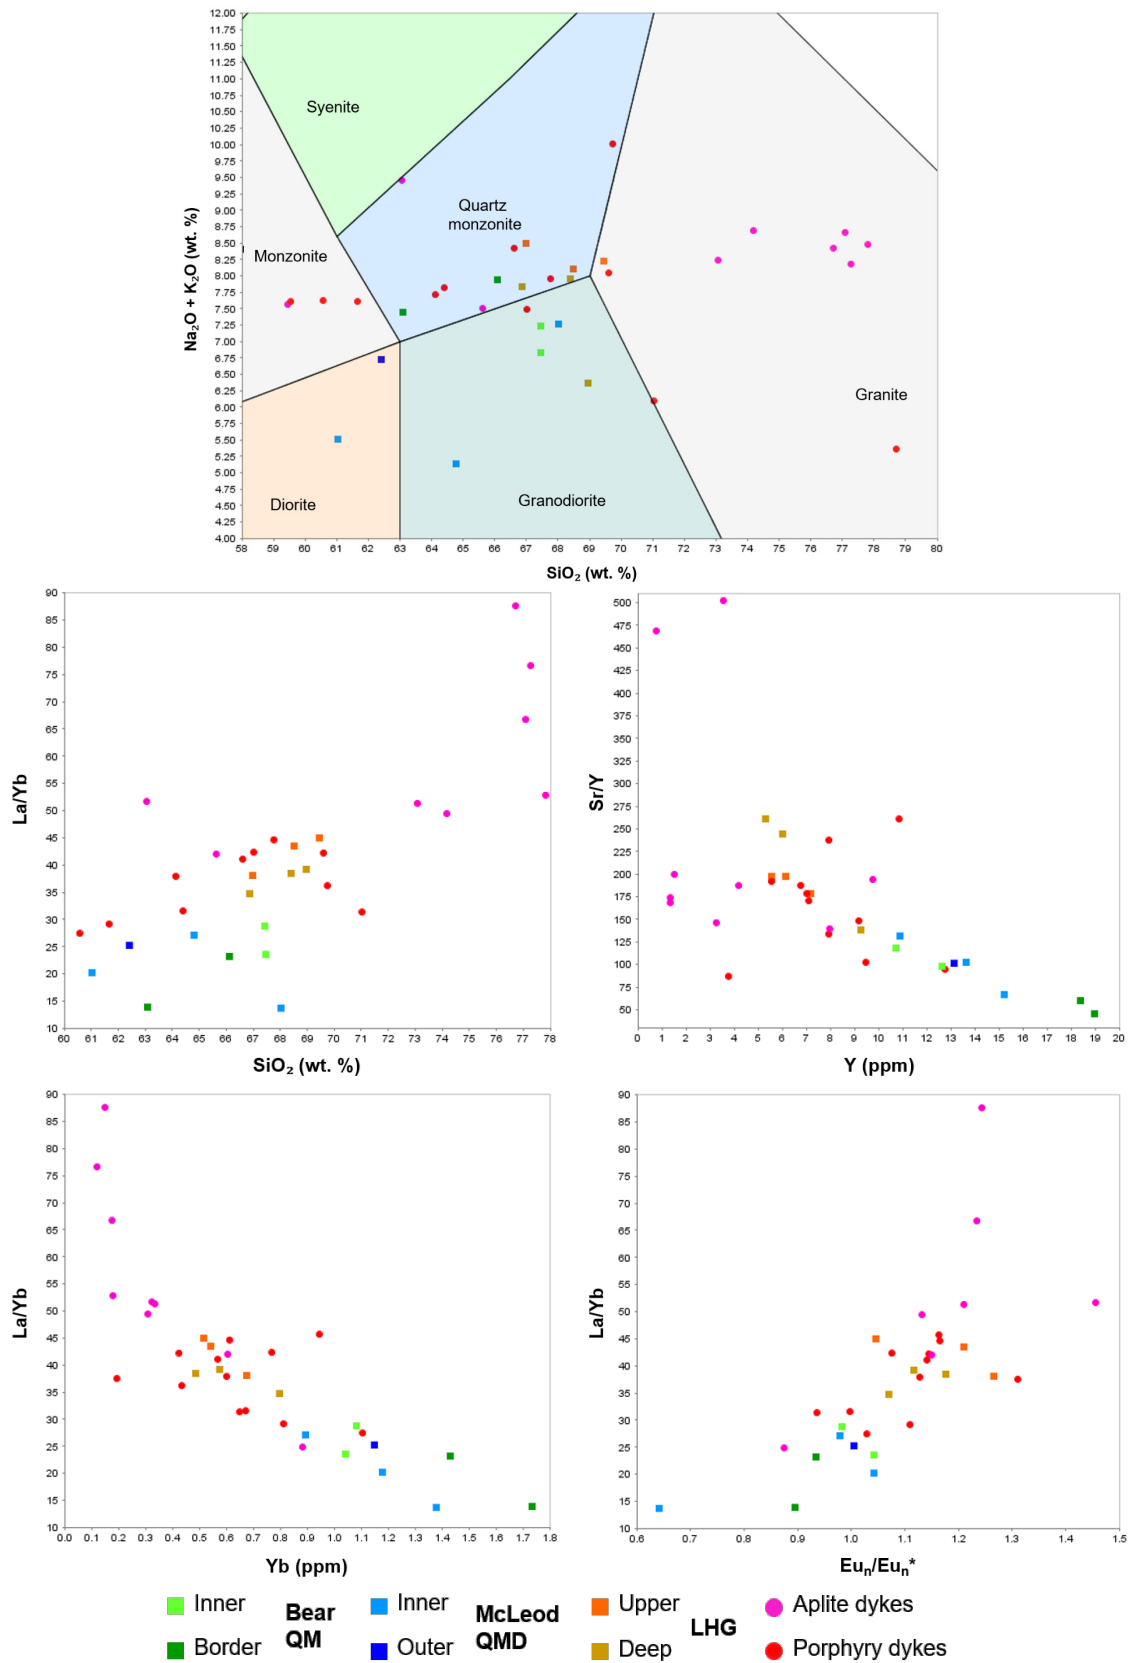 12.00
11.75
11.50
11.25
11.00
10.75
10.50
10.25
10.00
9.75
9.50
9.25
9.00
8.75
8.50
8.25
8.00
7.75
7.50
7.25
7.00
6.75
6.50
6.25
6.00
5.75
5.50
5.25
5.00
4.75
4.50
4.25
4.00
Na₂O + K₂O (wt. %)
Syenite
Quartz
monzonite
Monzonite
Granite
Diorite
Granodiorite
58 59 60 61 62 63 64 65 66 67 68 69 70 71 72 73 74 75 76 77 78 79 80
SiO₂ (wt. %)
90
85
80
75
70
65
60
55
50
45
40
35
30
25
20
15
10
La/Yb
60 61 62 63 64 65 66 67 68 69 70 71 72 73 74 75 76 77 78
SiO₂ (wt. %)
500
475
450
425
400
375
350
325
300
275
250
225
200
175
150
125
100
75
50
Sr/Y
0 1 2 3 4 5 6 7 8 9 10 11 12 13 14 15 16 17 18 19 20
Y (ppm)
90
85
80
75
70
65
60
55
50
45
40
35
30
25
20
15
10
La/Yb
0.0 0.1 0.2 0.3 0.4 0.5 0.6 0.7 0.8 0.9 1.0 1.1 1.2 1.3 1.4 1.5 1.6 1.7 1.8
Yb (ppm)
90
85
80
75
70
65
60
55
50
45
40
35
30
25
20
15
10
La/Yb
0.6 0.7 0.8 0.9 1.0 1.1 1.2 1.3 1.4 1.5
Euₙ/Euₙ*
Inner
Border
Bear
QM
Inner
Outer
McLeod
QMD
Upper
Deep
LHG
Aplite dykes
Porphyry dykes